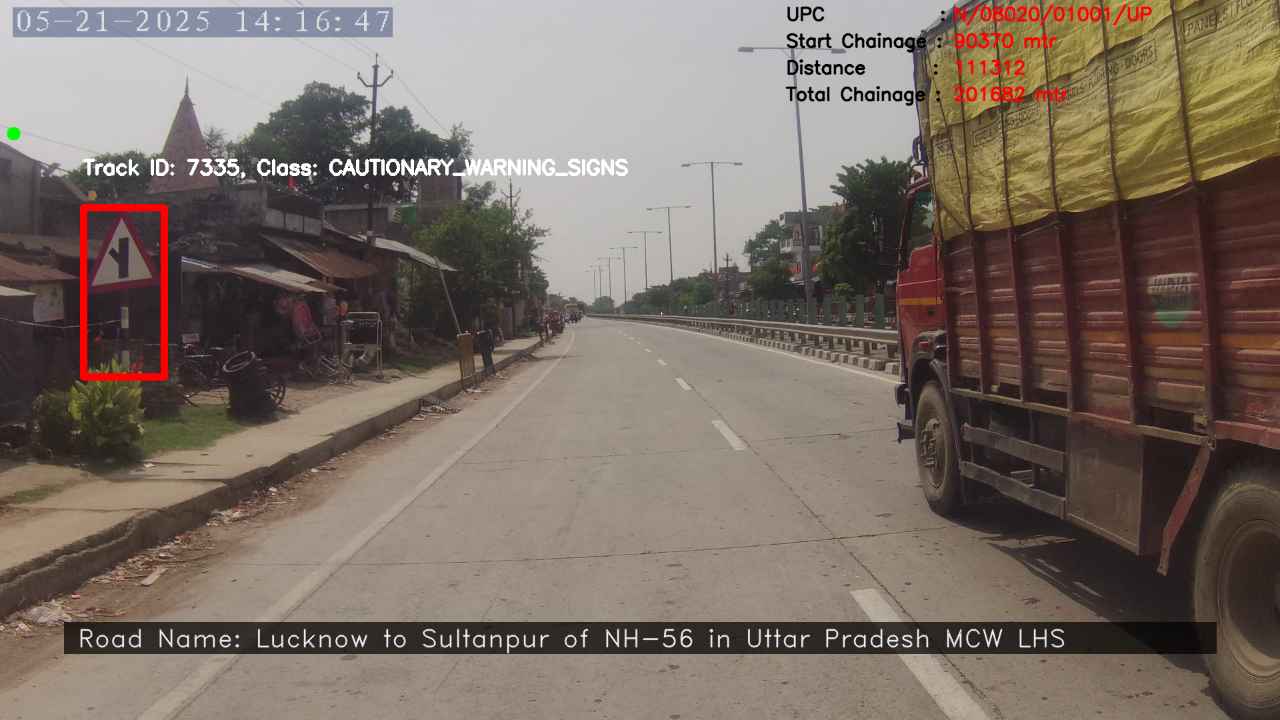 05-21-2025 14:16:47
UPC : N/08020/01001/UP
Start Chainage : 90370 mtr
Distance : 111312
Total Chainage : 201682 mtr
Track ID: 7335, Class: CAUTIONARY_WARNING_SIGNS
Road Name: Lucknow to Sultanpur of NH-56 in Uttar Pradesh MCW LHS